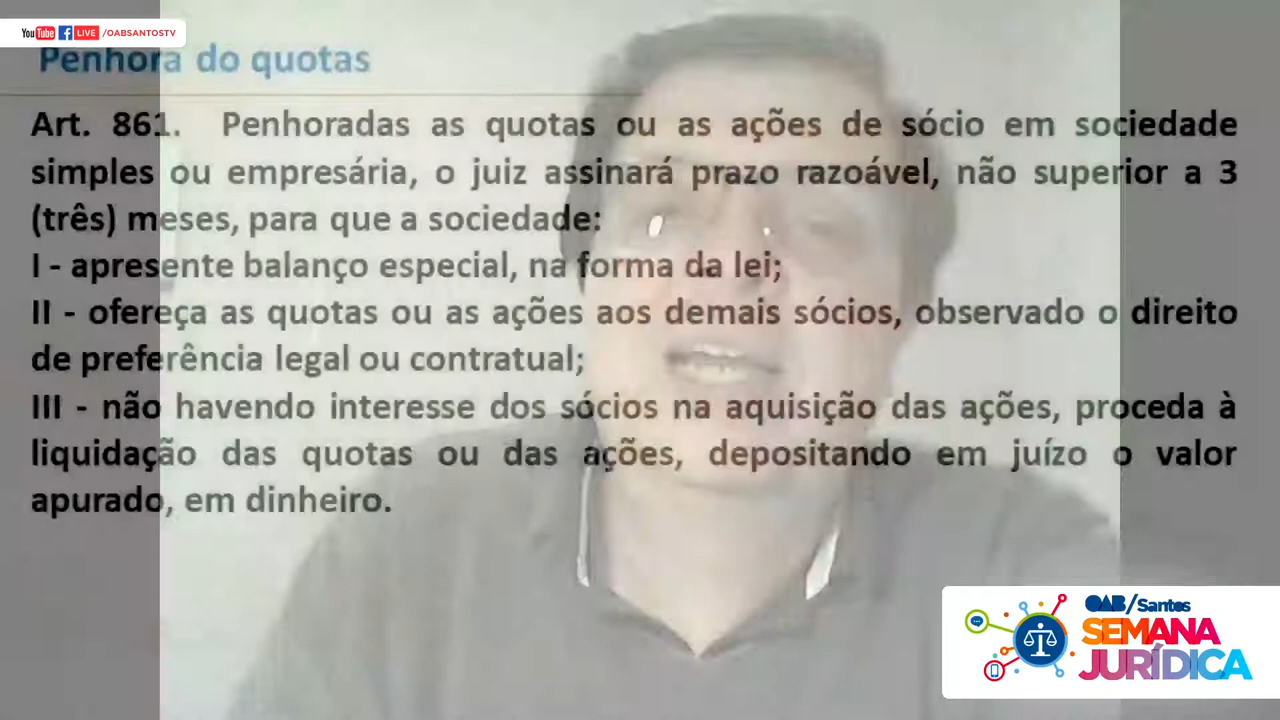 YouTube f LIVE /OABSANTOSTV
Penhora do quotas
Art. 861. Penhoradas as quotas ou as ações de sócio em sociedade
simples ou empresária, o juiz assinará prazo razoável, não superior a 3
(três) meses, para que a sociedade:
I - apresente balanço especial, na forma da lei;
II - ofereça as quotas ou as ações aos demais sócios, observado o direito
de preferência legal ou contratual;
III - não havendo interesse dos sócios na aquisição das ações, proceda à
liquidação das quotas ou das ações, depositando em juízo o valor
apurado, em dinheiro.
OAB/Santos
SEMANA
JURÍDICA